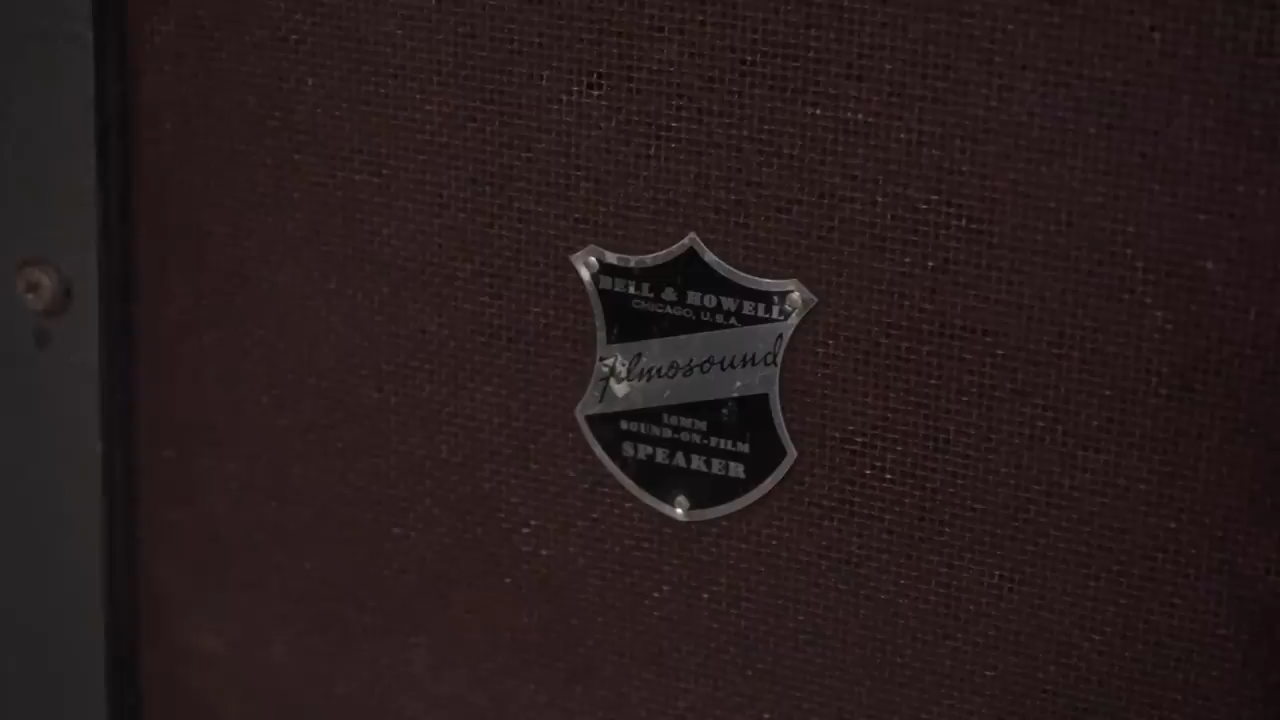 BELL & HOWELL
CHICAGO, U.S.A.
Filmosound
16MM
SOUND-ON-FILM
SPEAKER